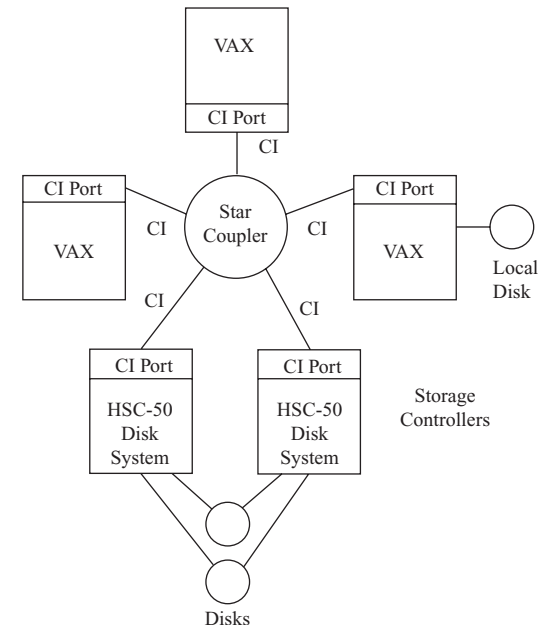 VAX
CI Port
CI
CI Port
VAX
CI
Star
Coupler
CI
CI Port
VAX
Local
Disk
CI
CI
CI Port
HSC-50
Disk
System
CI Port
HSC-50
Disk
System
Storage
Controllers
Disks